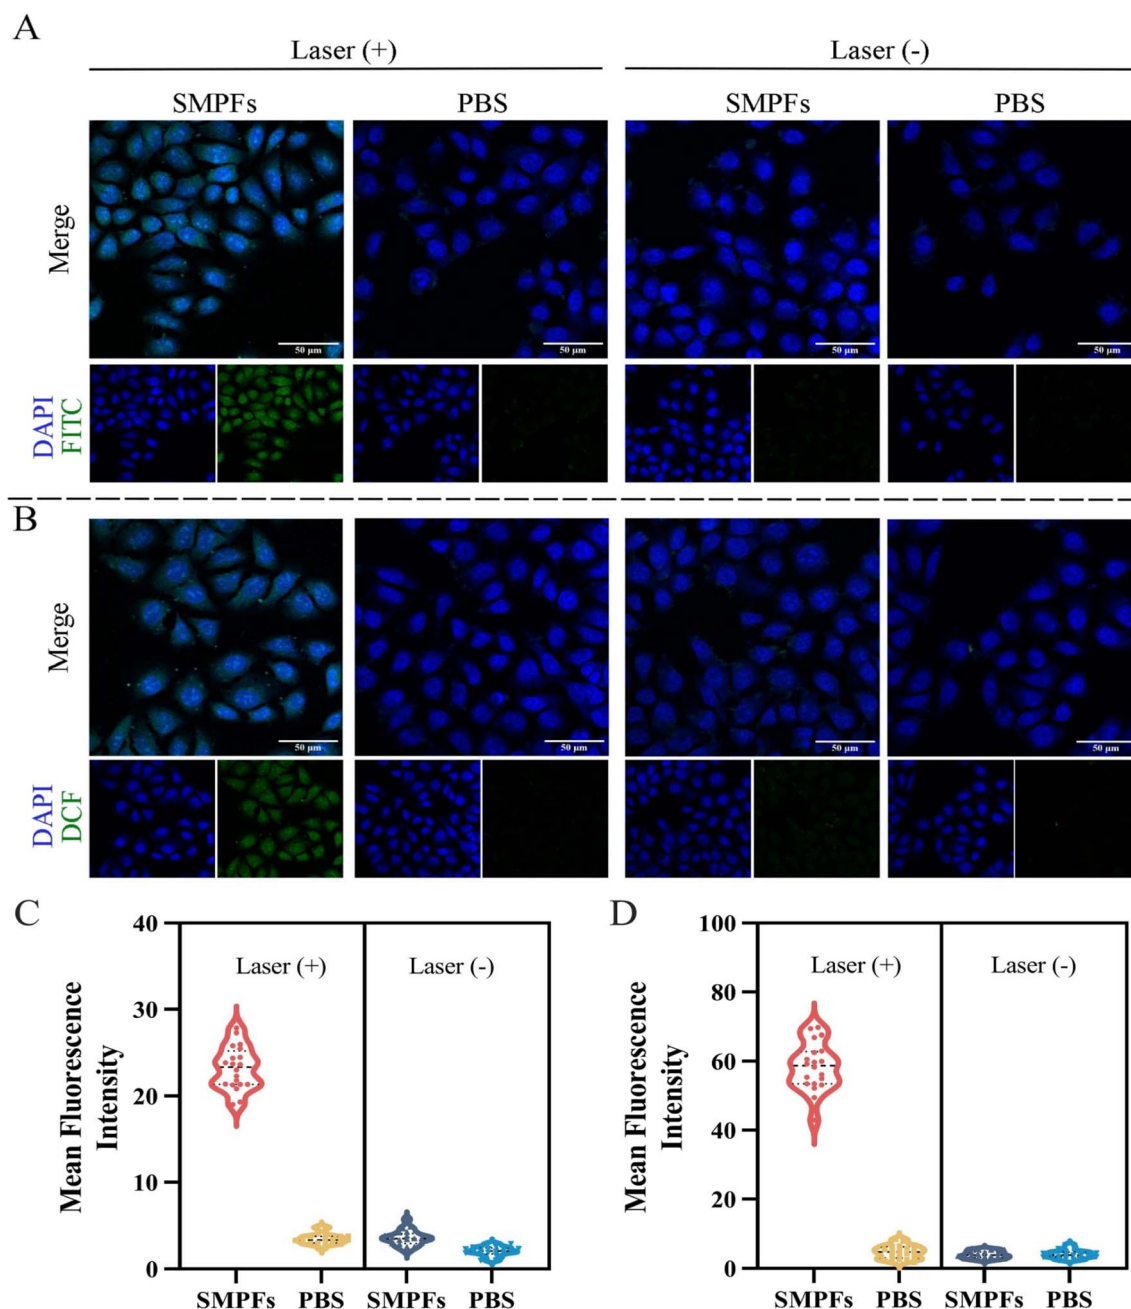 A
Laser (+) Laser (-)
SMPFs PBS SMPFs PBS
Merge
50 μm 50 μm 50 μm 50 μm
DAPI
FITC
B
Merge
50 μm 50 μm 50 μm 50 μm
DAPI
DCF
C
Mean Fluorescence
Intensity
40
30
20
10
0
Laser (+) Laser (-)
SMPFs PBS SMPFs PBS
D
Mean Fluorescence
Intensity
100
80
60
40
20
0
Laser (+) Laser (-)
SMPFs PBS SMPFs PBS